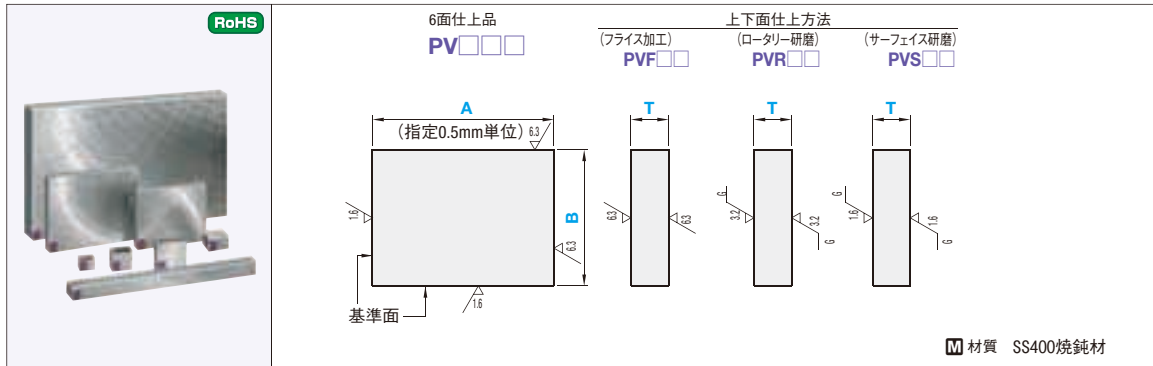 RoHS
6面仕上品
PV□□□
上下面仕上方法
(フライス加工)
PVF□□
(ロータリー研磨)
PVR□□
(サーフェイス研磨)
PVS□□
A
(指定0.5mm単位)
6.3
1.6
B
6.3
1.6
基準面
T
6.3
6.3
T
G
3.2
3.2
G
T
G
1.6
1.6
G
M 材質 SS400焼鈍材